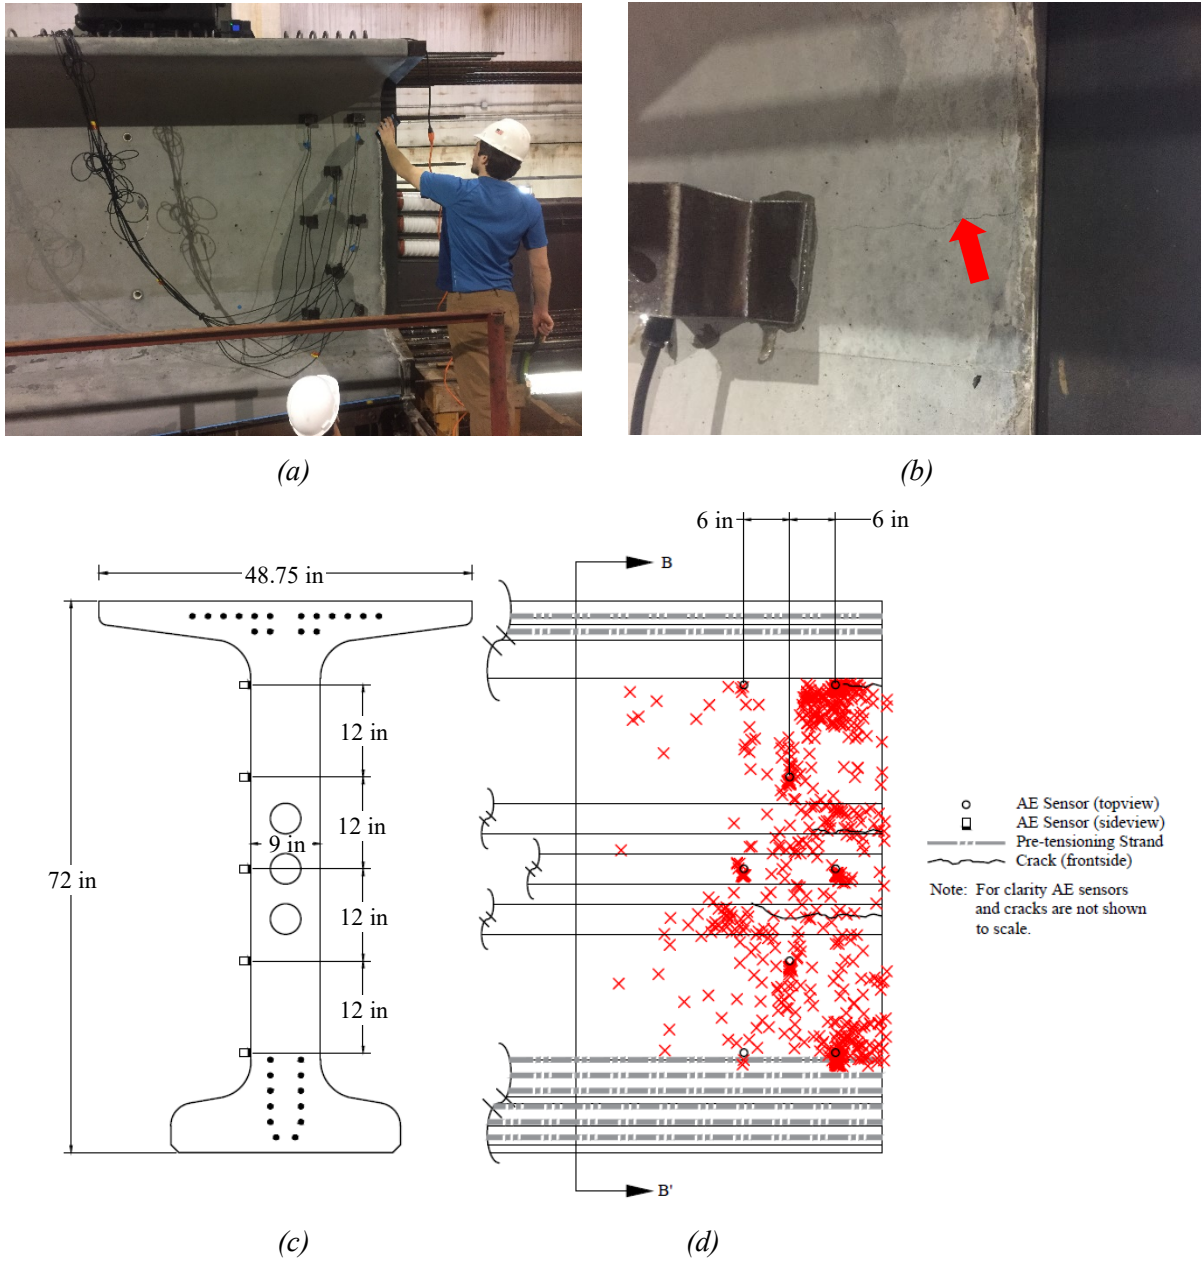 (a)
(b)
6 in
6 in
B
48.75 in
12 in
12 in
9 in
72 in
12 in
12 in
AE Sensor (topview)
AE Sensor (sideview)
Pre-tensioning Strand
Crack (frontside)
Note: For clarity AE sensors
and cracks are not shown
to scale.
B'
(c)
(d)